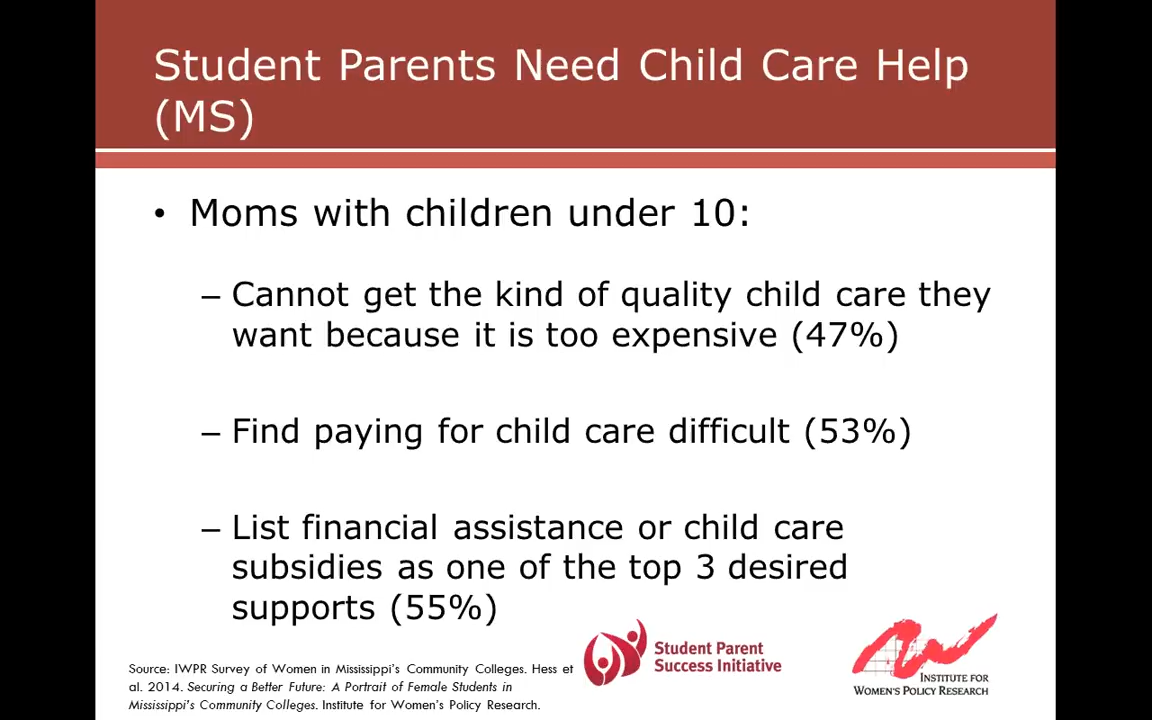 Student Parents Need Child Care Help
(MS)
• Moms with children under 10:
– Cannot get the kind of quality child care they
want because it is too expensive (47%)
– Find paying for child care difficult (53%)
– List financial assistance or child care
subsidies as one of the top 3 desired
supports (55%)
Source: IWPR Survey of Women in Mississippi's Community Colleges. Hess et
al. 2014. Securing a Better Future: A Portrait of Female Students in
Mississippi's Community Colleges. Institute for Women's Policy Research.
Student Parent
Success Initiative
INSTITUTE FOR
WOMEN'S POLICY RESEARCH